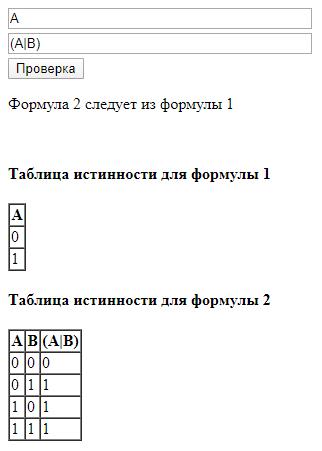 A
(A|B)
Проверка
Формула 2 следует из формулы 1
Таблица истинности для формулы 1
A
0
1
Таблица истинности для формулы 2
A B (A|B)
0 0 0
0 1 1
1 0 1
1 1 1